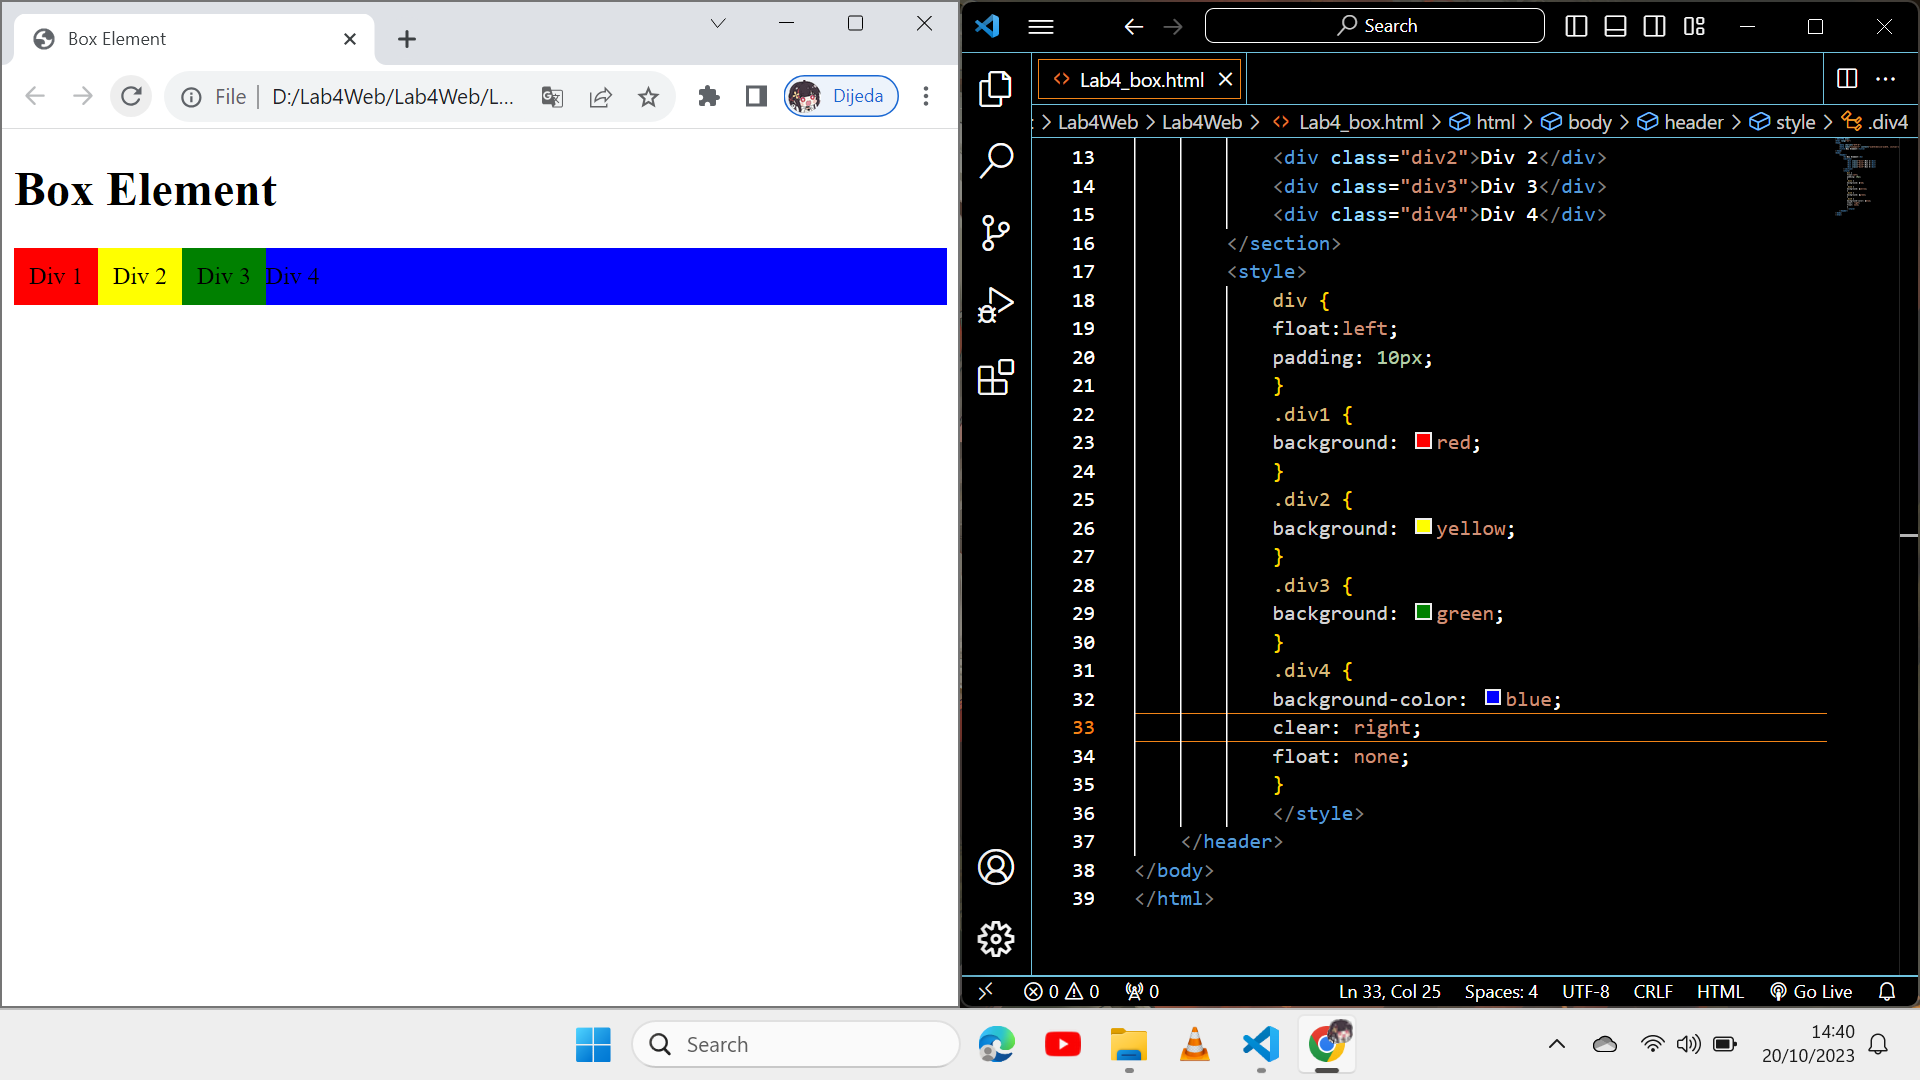 Box Element
File
D:/Lab4Web/Lab4Web/L...
Dijeda
Box Element
Div 1 Div 2 Div 3 Div 4
Search
Lab4_box.html
Lab4Web > Lab4Web > Lab4_box.html > html > body > header > style > .div4
13 <div class="div2">Div 2</div>
14 <div class="div3">Div 3</div>
15 <div class="div4">Div 4</div>
16 </section>
17 <style>
18 div {
19 float:left;
20 padding: 10px;
21 }
22 .div1 {
23 background: red;
24 }
25 .div2 {
26 background: yellow;
27 }
28 .div3 {
29 background: green;
30 }
31 .div4 {
32 background-color: blue;
33 clear: right;
34 float: none;
35 }
36 </style>
37 </header>
38 </body>
39 </html>
0 0 0 Ln 33, Col 25 Spaces: 4 UTF-8 CRLF HTML Go Live
Search
14:40
20/10/2023